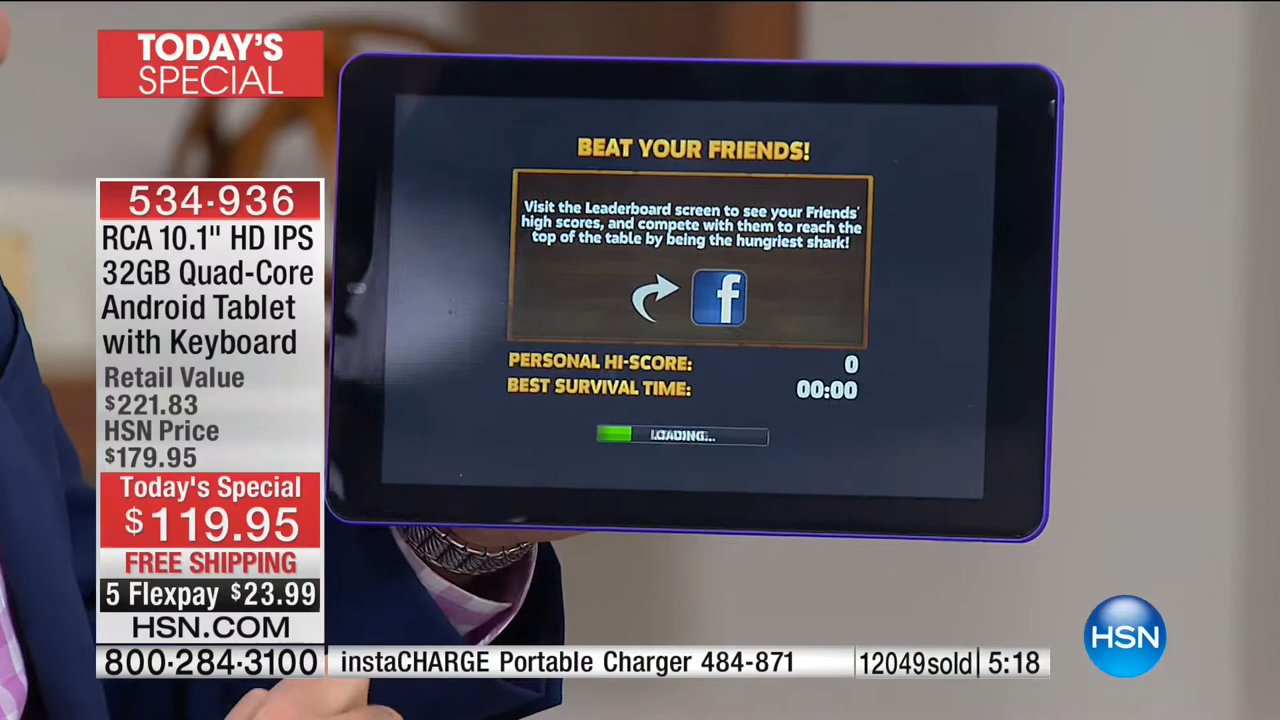 TODAY'S
SPECIAL
534-936
RCA 10.1" HD IPS
32GB Quad-Core
Android Tablet
with Keyboard
Retail Value
$221.83
HSN Price
$179.95
Today's Special
$119.95
FREE SHIPPING
5 Flexpay $23.99
HSN.COM
800-284-3100
instaCHARGE Portable Charger 484-871
12049sold
5:18
BEAT YOUR FRIENDS!
Visit the Leaderboard screen to see your Friends'
high scores, and compete with them to reach the
top of the table by being the hungriest shark!
f
PERSONAL HI-SCORE: 0
BEST SURVIVAL TIME: 00:00
LOADING...
HSN